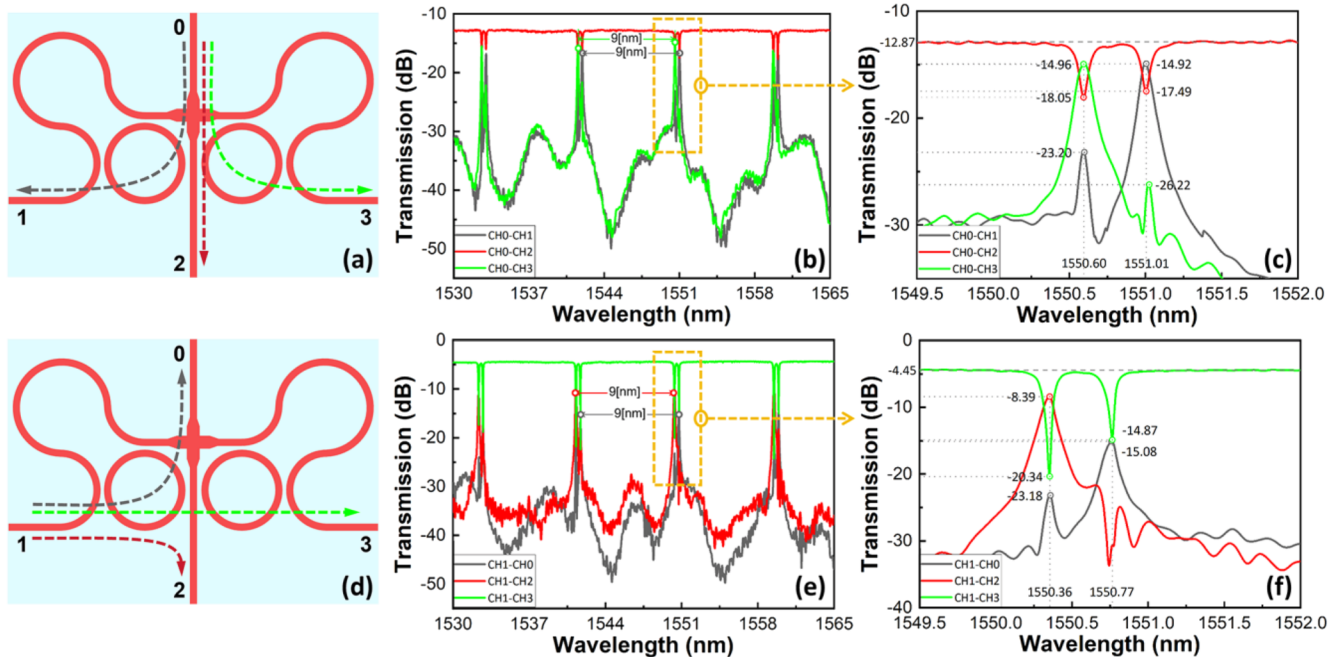 0
1
3
2
(a)
-10
-20
-30
-40
-50
9[nm]
9[nm]
CH0-CH1
CH0-CH2
CH0-CH3
(b)
1530 1537 1544 1551 1558 1565
Wavelength (nm)
Transmission (dB)
-10
-12.87
-20
-30
-14.96
-18.05
-23.20
-14.92
-17.49
-26.22
CH0-CH1
CH0-CH2
CH0-CH3
1550.60 1551.01
(c)
1549.5 1550.0 1550.5 1551.0 1551.5 1552.0
Wavelength (nm)
Transmission (dB)
0
1
3
2
(d)
0
-10
-20
-30
-40
-50
9[nm]
9[nm]
CH1-CH0
CH1-CH2
CH1-CH3
(e)
1530 1537 1544 1551 1558 1565
Wavelength (nm)
Transmission (dB)
0
-4.45
-10
-20
-30
-40
-8.39
-20.34
-23.18
-14.87
-15.08
CH1-CH0
CH1-CH2
CH1-CH3
1550.36 1550.77
(f)
1549.5 1550.0 1550.5 1551.0 1551.5 1552.0
Wavelength (nm)
Transmission (dB)